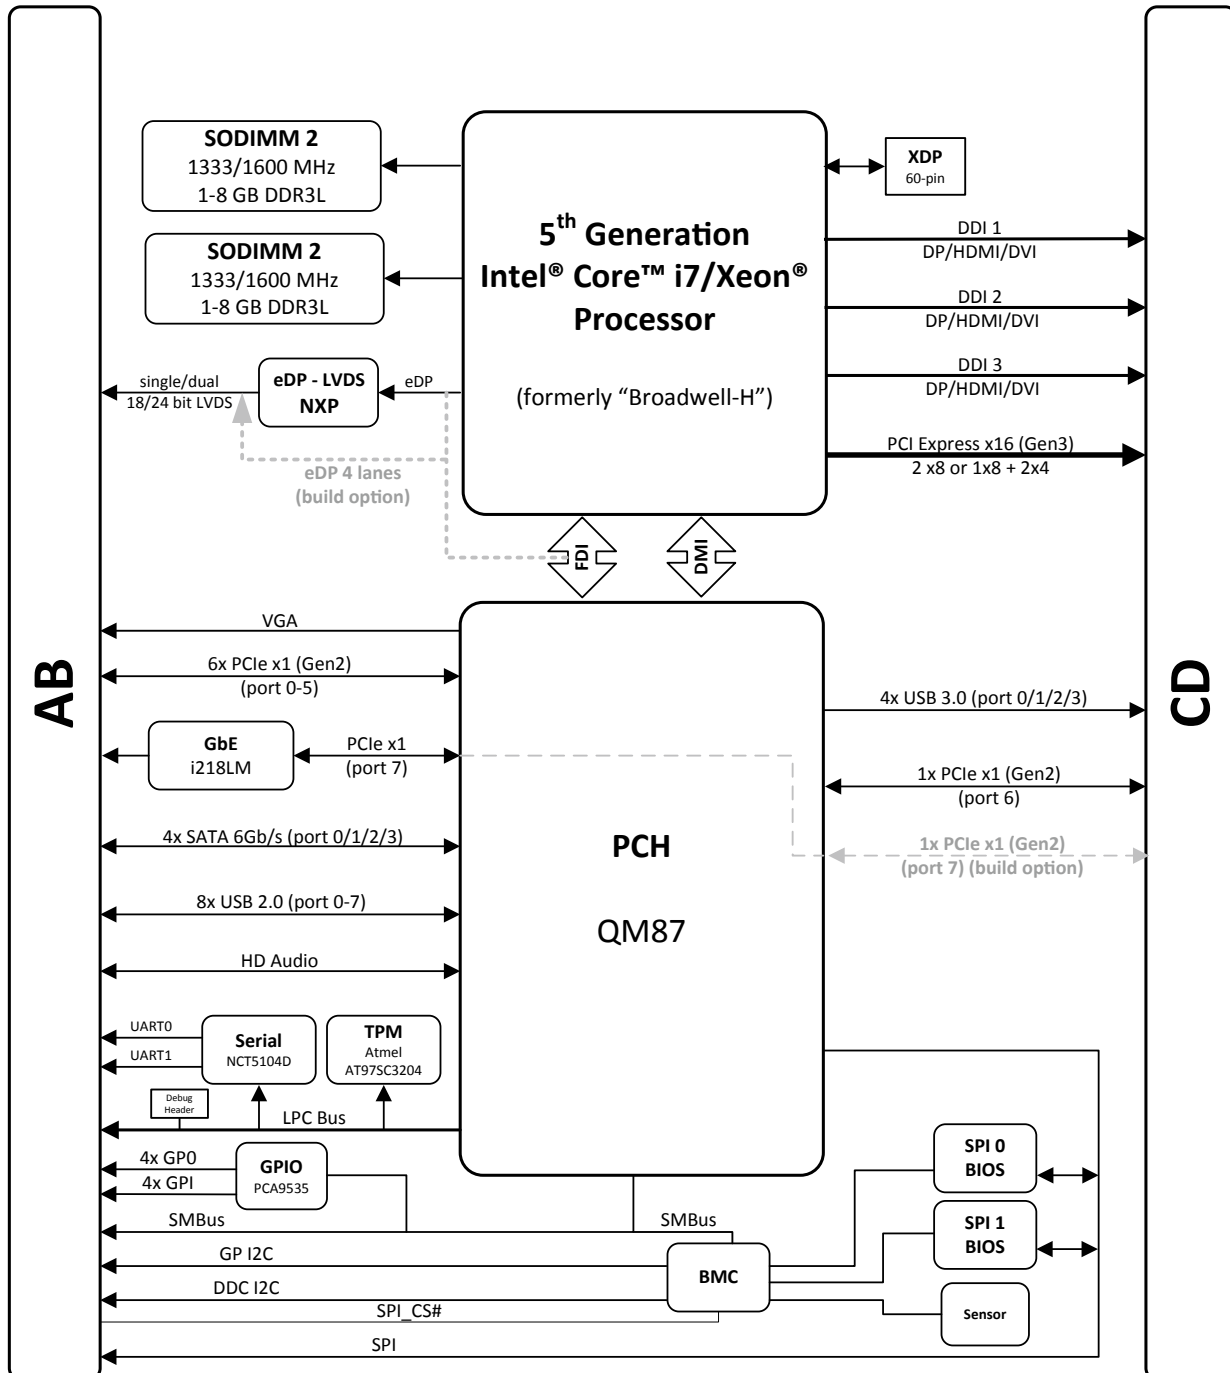 AB
CD
SODIMM 2
1333/1600 MHz
1-8 GB DDR3L
SODIMM 2
1333/1600 MHz
1-8 GB DDR3L
5th Generation
Intel® Core™ i7/Xeon®
Processor
(formerly “Broadwell-H”)
XDP
60-pin
DDI 1
DP/HDMI/DVI
DDI 2
DP/HDMI/DVI
DDI 3
DP/HDMI/DVI
PCI Express x16 (Gen3)
2 x8 or 1x8 + 2x4
single/dual
18/24 bit LVDS
eDP - LVDS
NXP
eDP
eDP 4 lanes
(build option)
FDI
DMI
VGA
6x PCIe x1 (Gen2)
(port 0-5)
GbE
i218LM
PCIe x1
(port 7)
4x SATA 6Gb/s (port 0/1/2/3)
8x USB 2.0 (port 0-7)
HD Audio
PCH
QM87
4x USB 3.0 (port 0/1/2/3)
1x PCIe x1 (Gen2)
(port 6)
1x PCIe x1 (Gen2)
(port 7) (build option)
UART0
UART1
Serial
NCT5104D
TPM
Atmel
AT97SC3204
Debug
Header
LPC Bus
4x GP0
4x GPI
GPIO
PCA9535
SMBus
SMBus
GP I2C
DDC I2C
SPI_CS#
SPI
BMC
SPI 0
BIOS
SPI 1
BIOS
Sensor